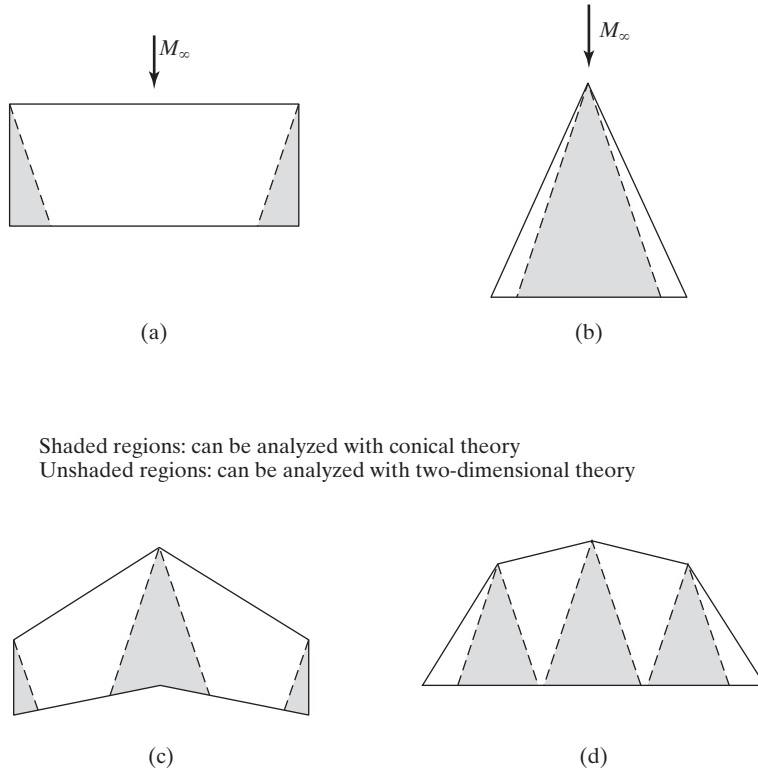 M∞
M∞
(a)
(b)
Shaded regions: can be analyzed with conical theory
Unshaded regions: can be analyzed with two-dimensional theory
(c)
(d)